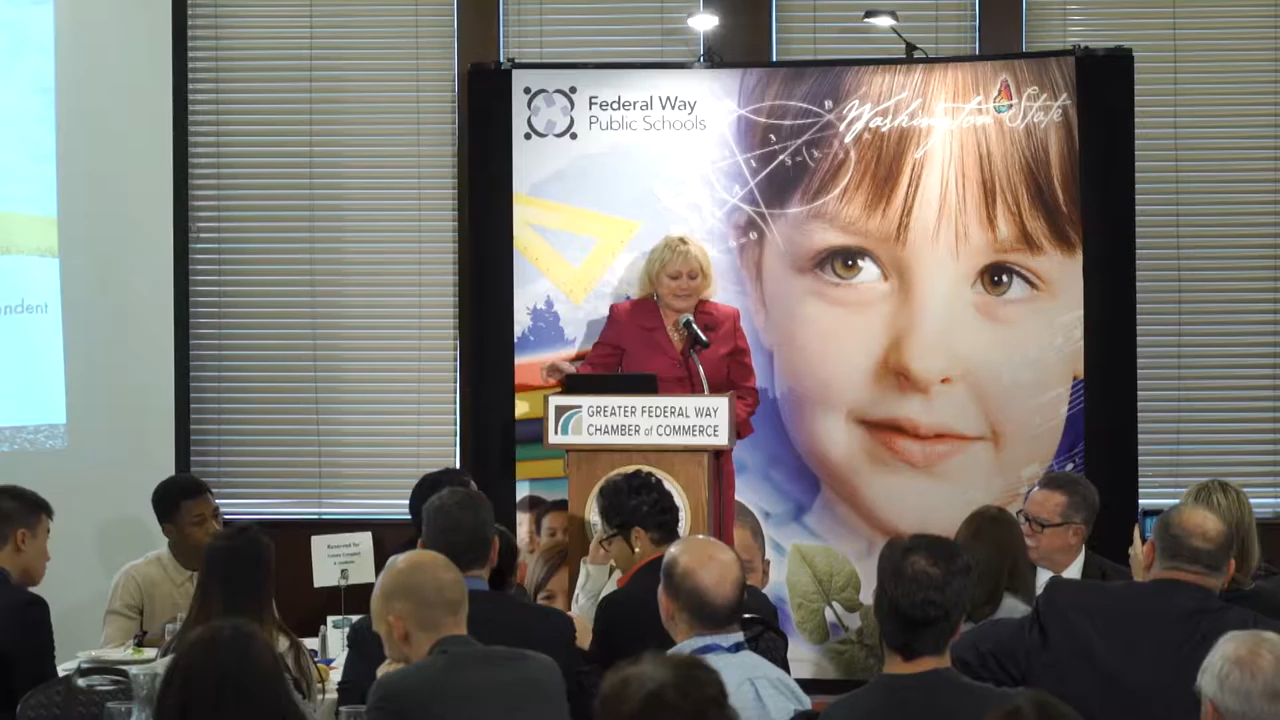 Federal Way
Public Schools
Washington State
ndent
GREATER FEDERAL WAY
CHAMBER of COMMERCE
Reserved for